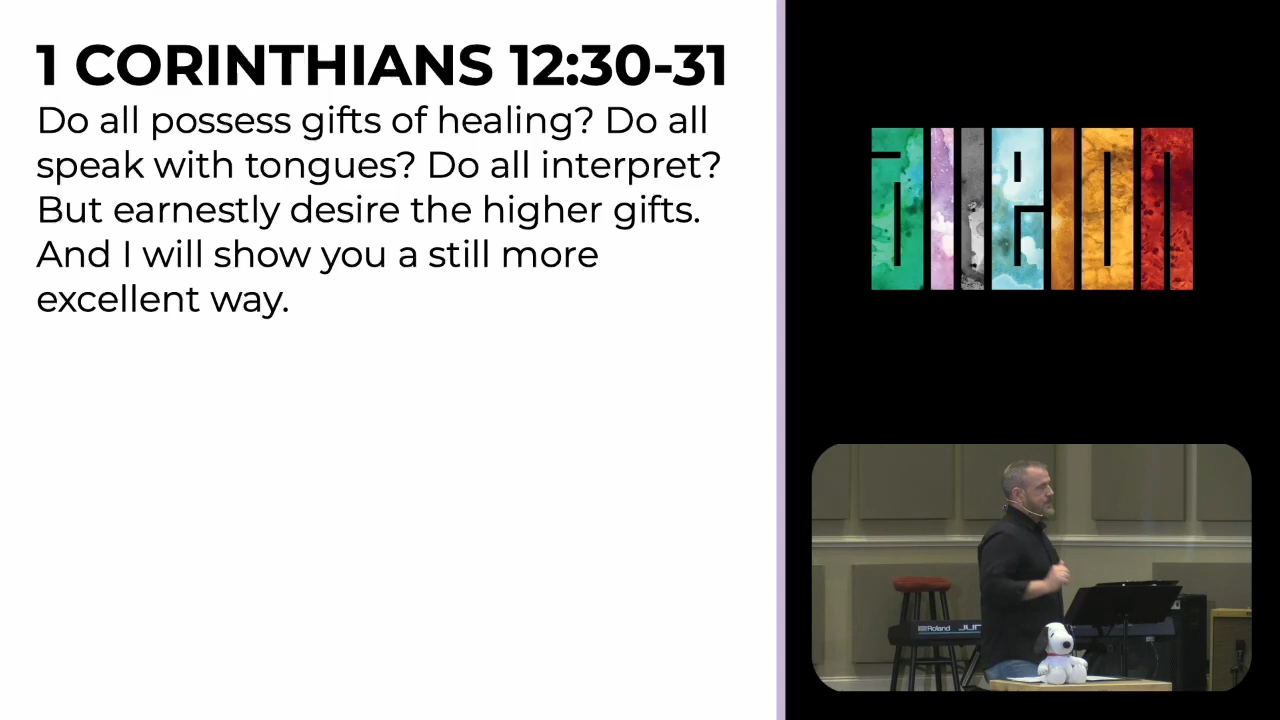 1 CORINTHIANS 12:30-31
Do all possess gifts of healing? Do all
speak with tongues? Do all interpret?
But earnestly desire the higher gifts.
And I will show you a still more
excellent way.
Roland